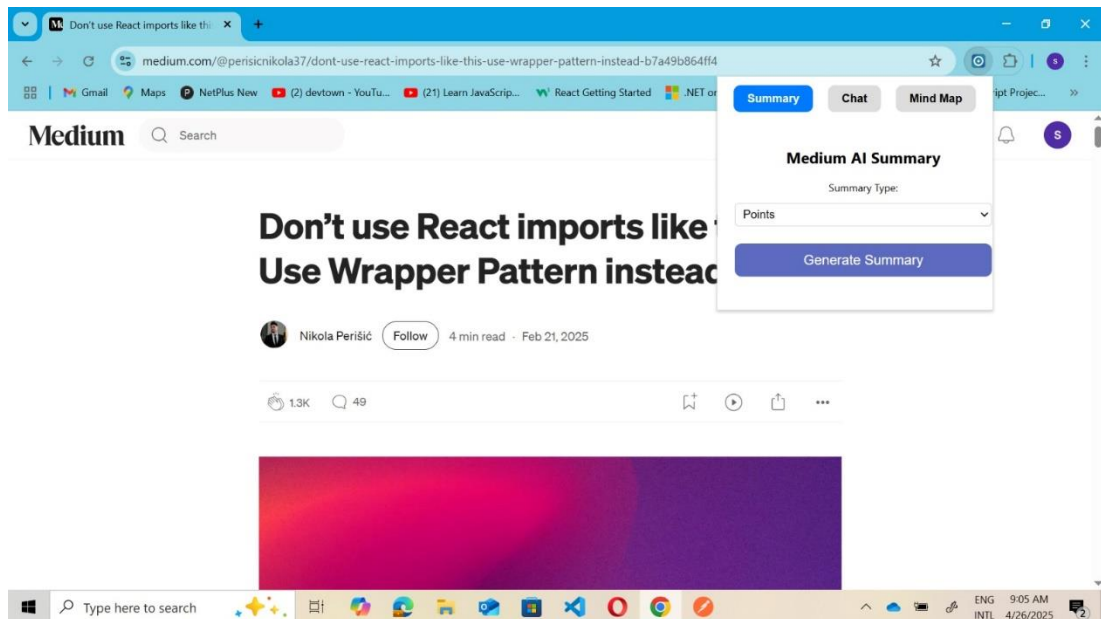 Don't use React imports like thi
medium.com/@perisicnikola37/dont-use-react-imports-like-this-use-wrapper-pattern-instead-b7a49b864ff4
S
Gmail
Maps
NetPlus New
(2) devtown - YouTu...
(21) Learn JavaScrip...
React Getting Started
.NET or
ipt Projec...
Summary
Chat
Mind Map
Medium
Search
S
Medium AI Summary
Summary Type:
Points
Generate Summary
Don't use React imports like
Use Wrapper Pattern instead
Nikola Perišić
Follow
4 min read · Feb 21, 2025
1.3K
49
Type here to search
ENG
INTL
9:05 AM
4/26/2025
2